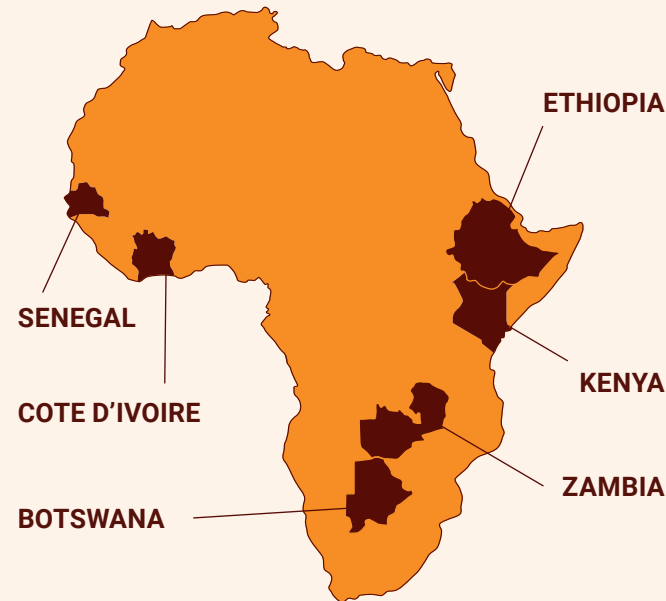 ETHIOPIA
SENEGAL
KENYA
COTE D’IVOIRE
ZAMBIA
BOTSWANA